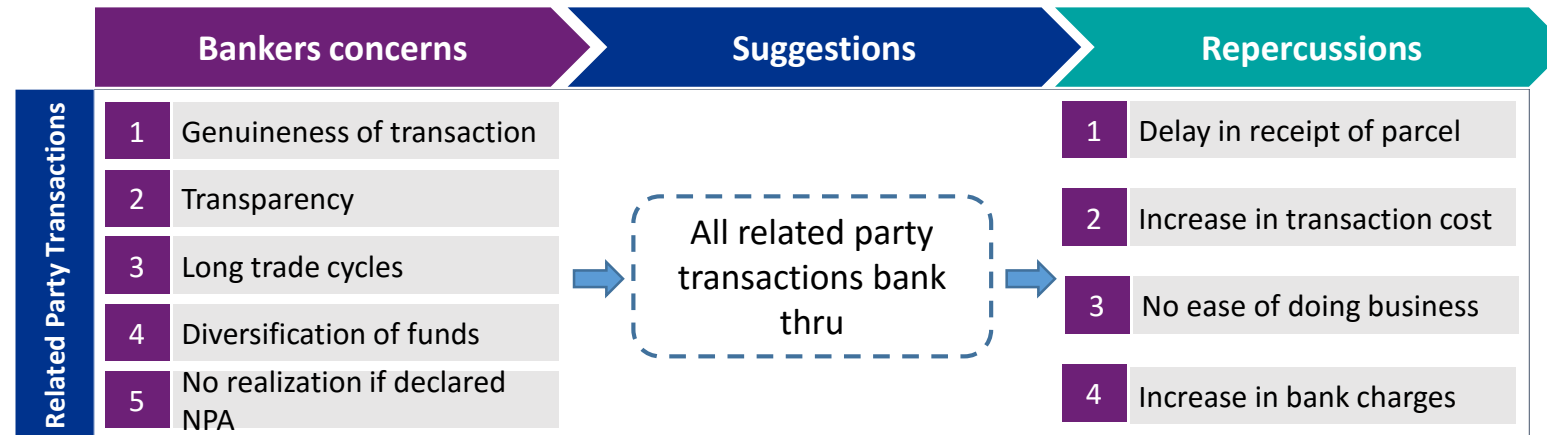 Bankers concerns
Suggestions
Repercussions
Related Party Transactions
1 Genuineness of transaction
2 Transparency
3 Long trade cycles
4 Diversification of funds
5 No realization if declared
NPA
All related party
transactions bank
thru
1 Delay in receipt of parcel
2 Increase in transaction cost
3 No ease of doing business
4 Increase in bank charges